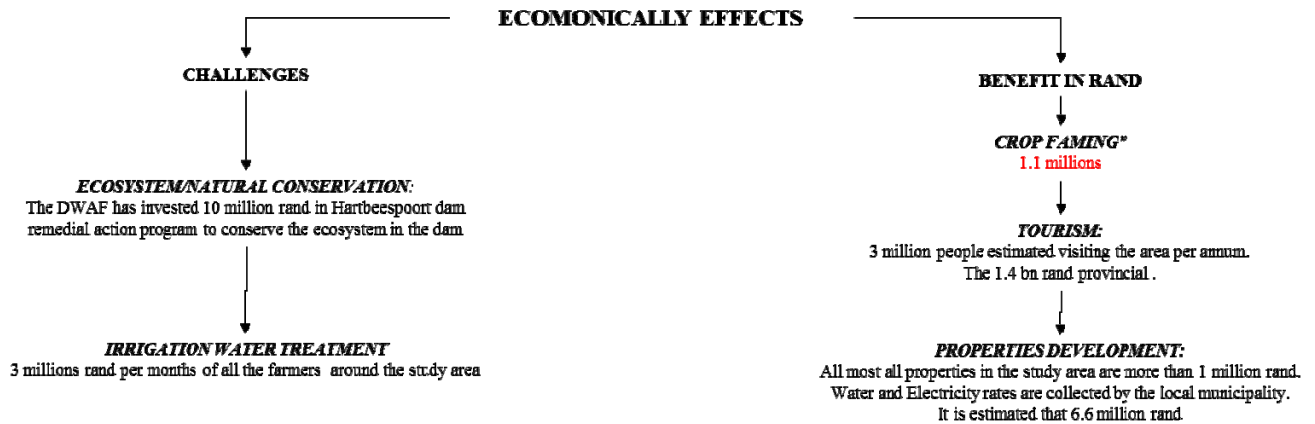 ECOMONICALLY EFFECTS
CHALLENGES
ECOSYSTEM/NATURAL CONSERVATION:
The DWAF has invested 10 million rand in Hartbeespoort dam
remedial action program to conserve the ecosystem in the dam
IRRIGATION WATER TREATMENT
3 millions rand per months of all the farmers around the study area
BENEFIT IN RAND
CROP FAMING"
1.1 millions
TOURISM:
3 million people estimated visiting the area per annum.
The 1.4 bn rand provincial .
PROPERTIES DEVELOPMENT:
All most all properties in the study area are more than 1 million rand.
Water and Electricity rates are collected by the local municipality.
It is estimated that 6.6 million rand